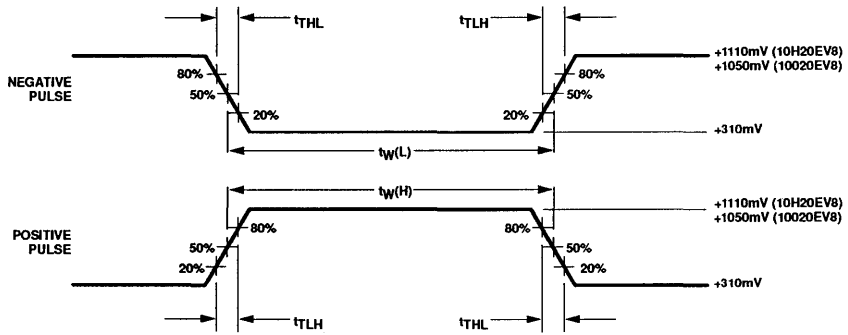 tTHL
tTLH
+1110mV (10H20EV8)
+1050mV (10020EV8)
NEGATIVE
PULSE
80%
80%
50%
50%
20%
20%
+310mV
tW(L)
tW(H)
+1110mV (10H20EV8)
+1050mV (10020EV8)
POSITIVE
PULSE
80%
80%
50%
50%
20%
20%
+310mV
tTLH
tTHL